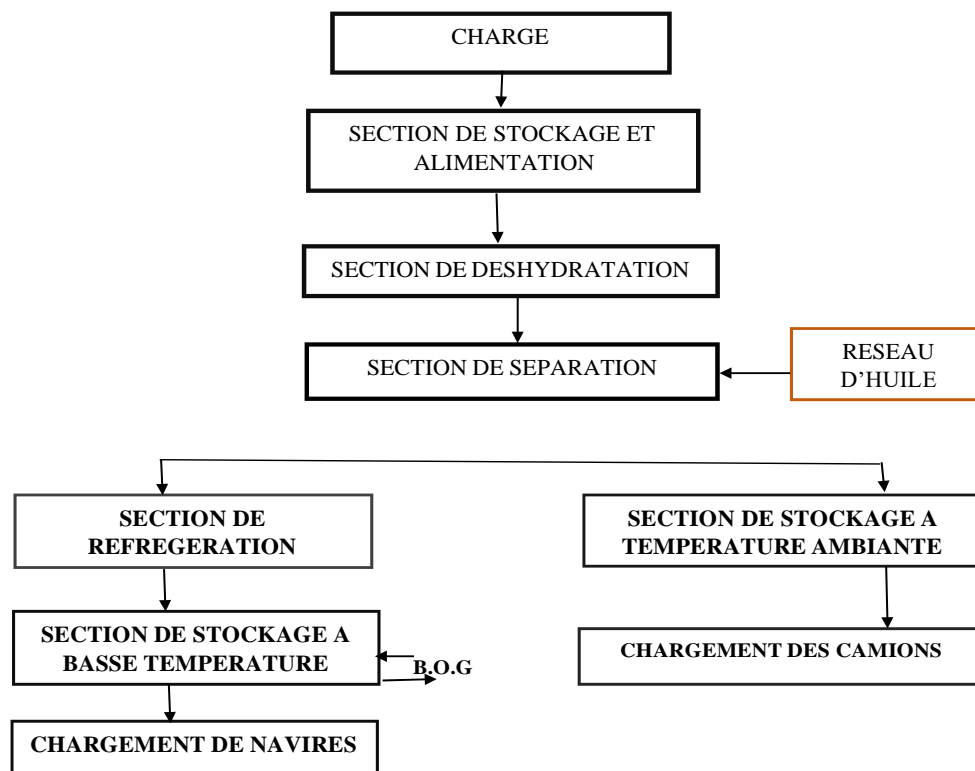 CHARGE
SECTION DE STOCKAGE ET
ALIMENTATION
SECTION DE DESHYDRATATION
SECTION DE SEPARATION
RESEAU
D’HUILE
SECTION DE
REFREGERATION
SECTION DE STOCKAGE A
TEMPERATURE AMBIANTE
SECTION DE STOCKAGE A
BASSE TEMPERATURE
B.O.G
CHARGEMENT DES CAMIONS
CHARGEMENT DE NAVIRES